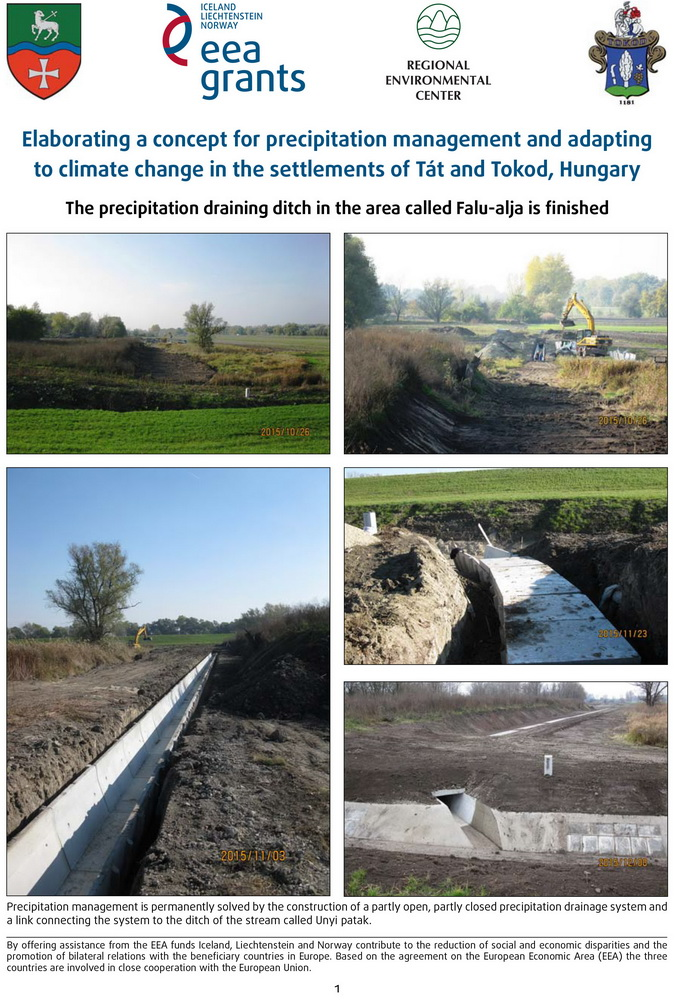 ICELAND
LIECHTENSTEIN
NORWAY
eea
grants
REGIONAL
ENVIRONMENTAL
CENTER
TOKOD
1181
Elaborating a concept for precipitation management and adapting
to climate change in the settlements of Tát and Tokod, Hungary
The precipitation draining ditch in the area called Falu-alja is finished
2015/10/26
2015/10/26
2015/11/03
2015/11/23
Precipitation management is permanently solved by the construction of a partly open, partly closed precipitation drainage system and
a link connecting the system to the ditch of the stream called Unyi patak.
By offering assistance from the EEA funds Iceland, Liechtenstein and Norway contribute to the reduction of social and economic disparities and the
promotion of bilateral relations with the beneficiary countries in Europe. Based on the agreement on the European Economic Area (EEA) the three
countries are involved in close cooperation with the European Union.
1